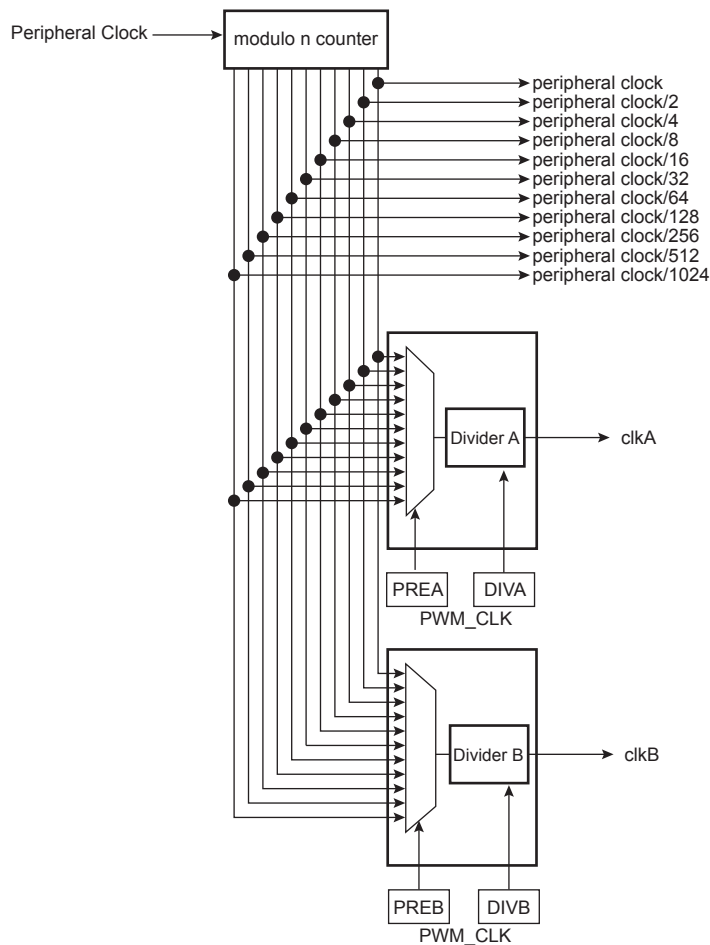 Peripheral Clock
modulo n counter
peripheral clock
peripheral clock/2
peripheral clock/4
peripheral clock/8
peripheral clock/16
peripheral clock/32
peripheral clock/64
peripheral clock/128
peripheral clock/256
peripheral clock/512
peripheral clock/1024
Divider A
clkA
PREA
DIVA
PWM_CLK
Divider B
clkB
PREB
DIVB
PWM_CLK